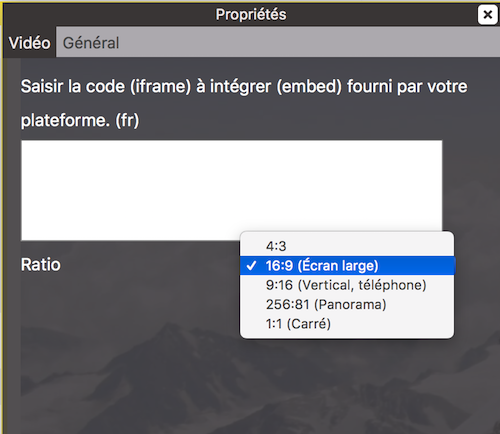 Propriétés
Vidéo Général
Saisir la code (iframe) à intégrer (embed) fourni par votre
plateforme. (fr)
Ratio
4:3
✓ 16:9 (Écran large)
9:16 (Vertical, téléphone)
256:81 (Panorama)
1:1 (Carré)